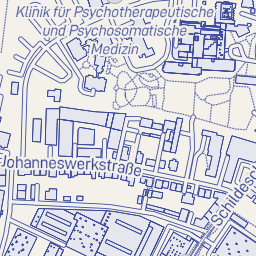 Klinik für Psychotherapeutische
und Psychosomatische
Medizin
Johanneswerkstraße